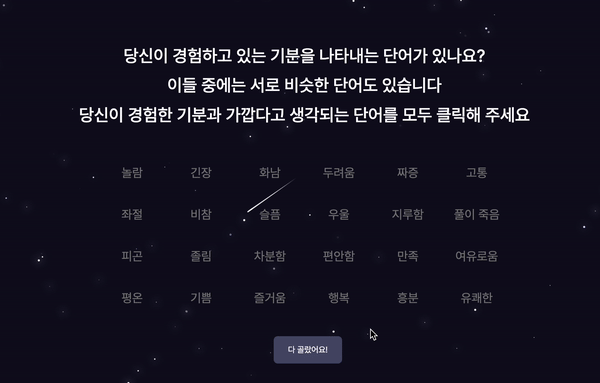 당신이 경험하고 있는 기분을 나타내는 단어가 있나요?
이들 중에는 서로 비슷한 단어도 있습니다
당신이 경험한 기분과 가깝다고 생각되는 단어를 모두 클릭해 주세요
놀람 긴장 화남 두려움 짜증 고통
좌절 비참 슬픔 우울 지루함 풀이 죽음
피곤 졸림 차분함 편안함 만족 여유로움
평온 기쁨 즐거움 행복 흥분 유쾌한
다 골랐어요!